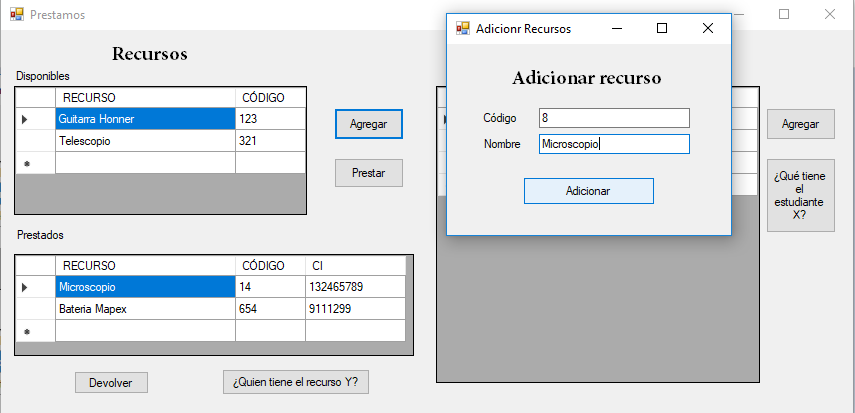 Prestamos
Recursos
Disponibles
RECURSO CÓDIGO
Guitarra Honner 123
Telescopio 321
Agregar
Prestar
Prestados
RECURSO CÓDIGO CI
Microscopio 14 132465789
Bateria Mapex 654 9111299
Devolver
¿Quien tiene el recurso Y?
Adicionr Recursos
Adicionar recurso
Código 8
Nombre Microscopio
Adicionar
Agregar
¿Qué tiene
el
estudiante
X?